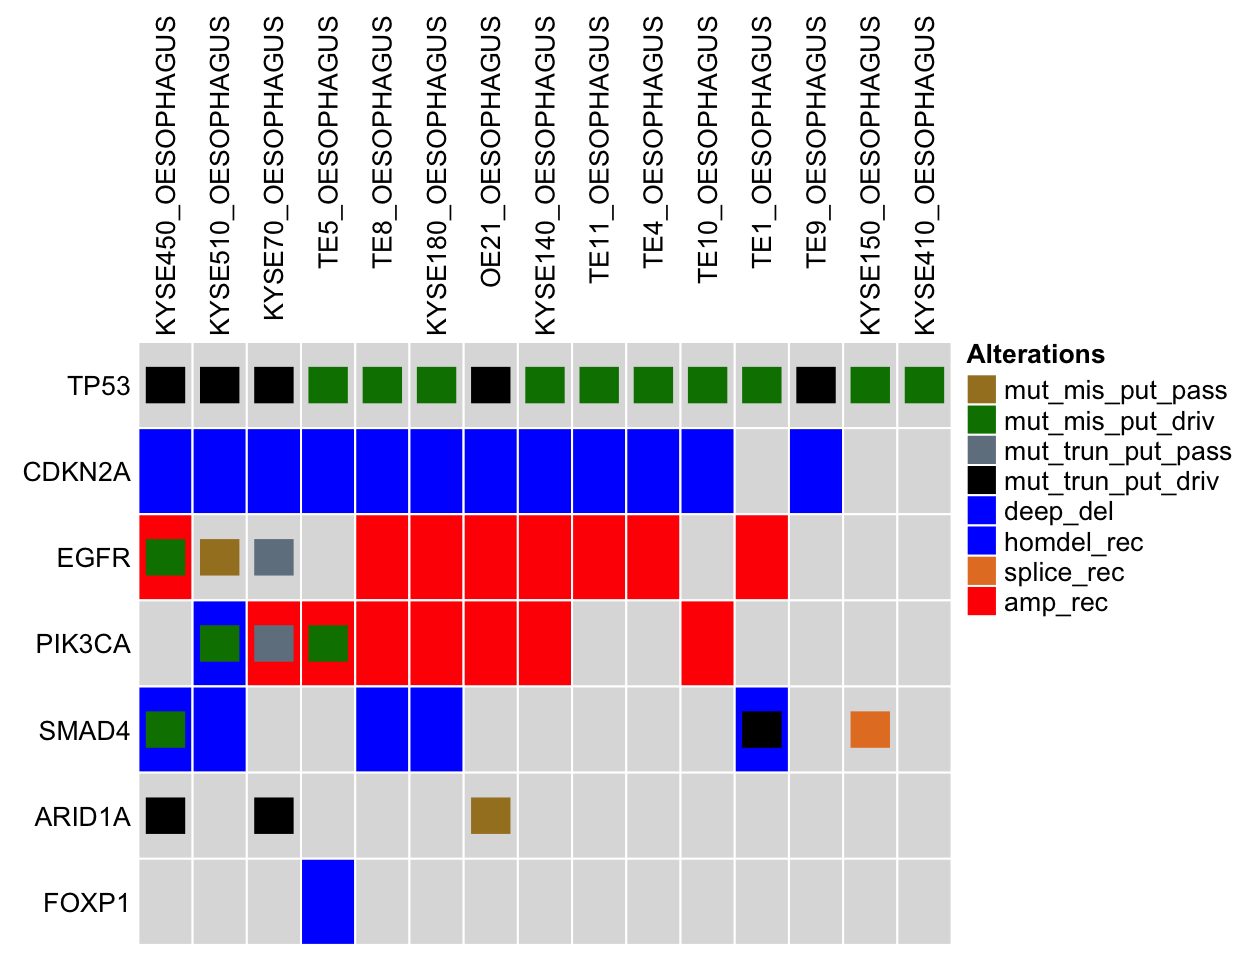 KYSE450_OESOPHAGUS
KYSE510_OESOPHAGUS
KYSE70_OESOPHAGUS
TE5_OESOPHAGUS
TE8_OESOPHAGUS
KYSE180_OESOPHAGUS
OE21_OESOPHAGUS
KYSE140_OESOPHAGUS
TE11_OESOPHAGUS
TE4_OESOPHAGUS
TE10_OESOPHAGUS
TE1_OESOPHAGUS
TE9_OESOPHAGUS
KYSE150_OESOPHAGUS
KYSE410_OESOPHAGUS
TP53
CDKN2A
EGFR
PIK3CA
SMAD4
ARID1A
FOXP1
Alterations
mut_mis_put_pass
mut_mis_put_driv
mut_trun_put_pass
mut_trun_put_driv
deep_del
homdel_rec
splice_rec
amp_rec